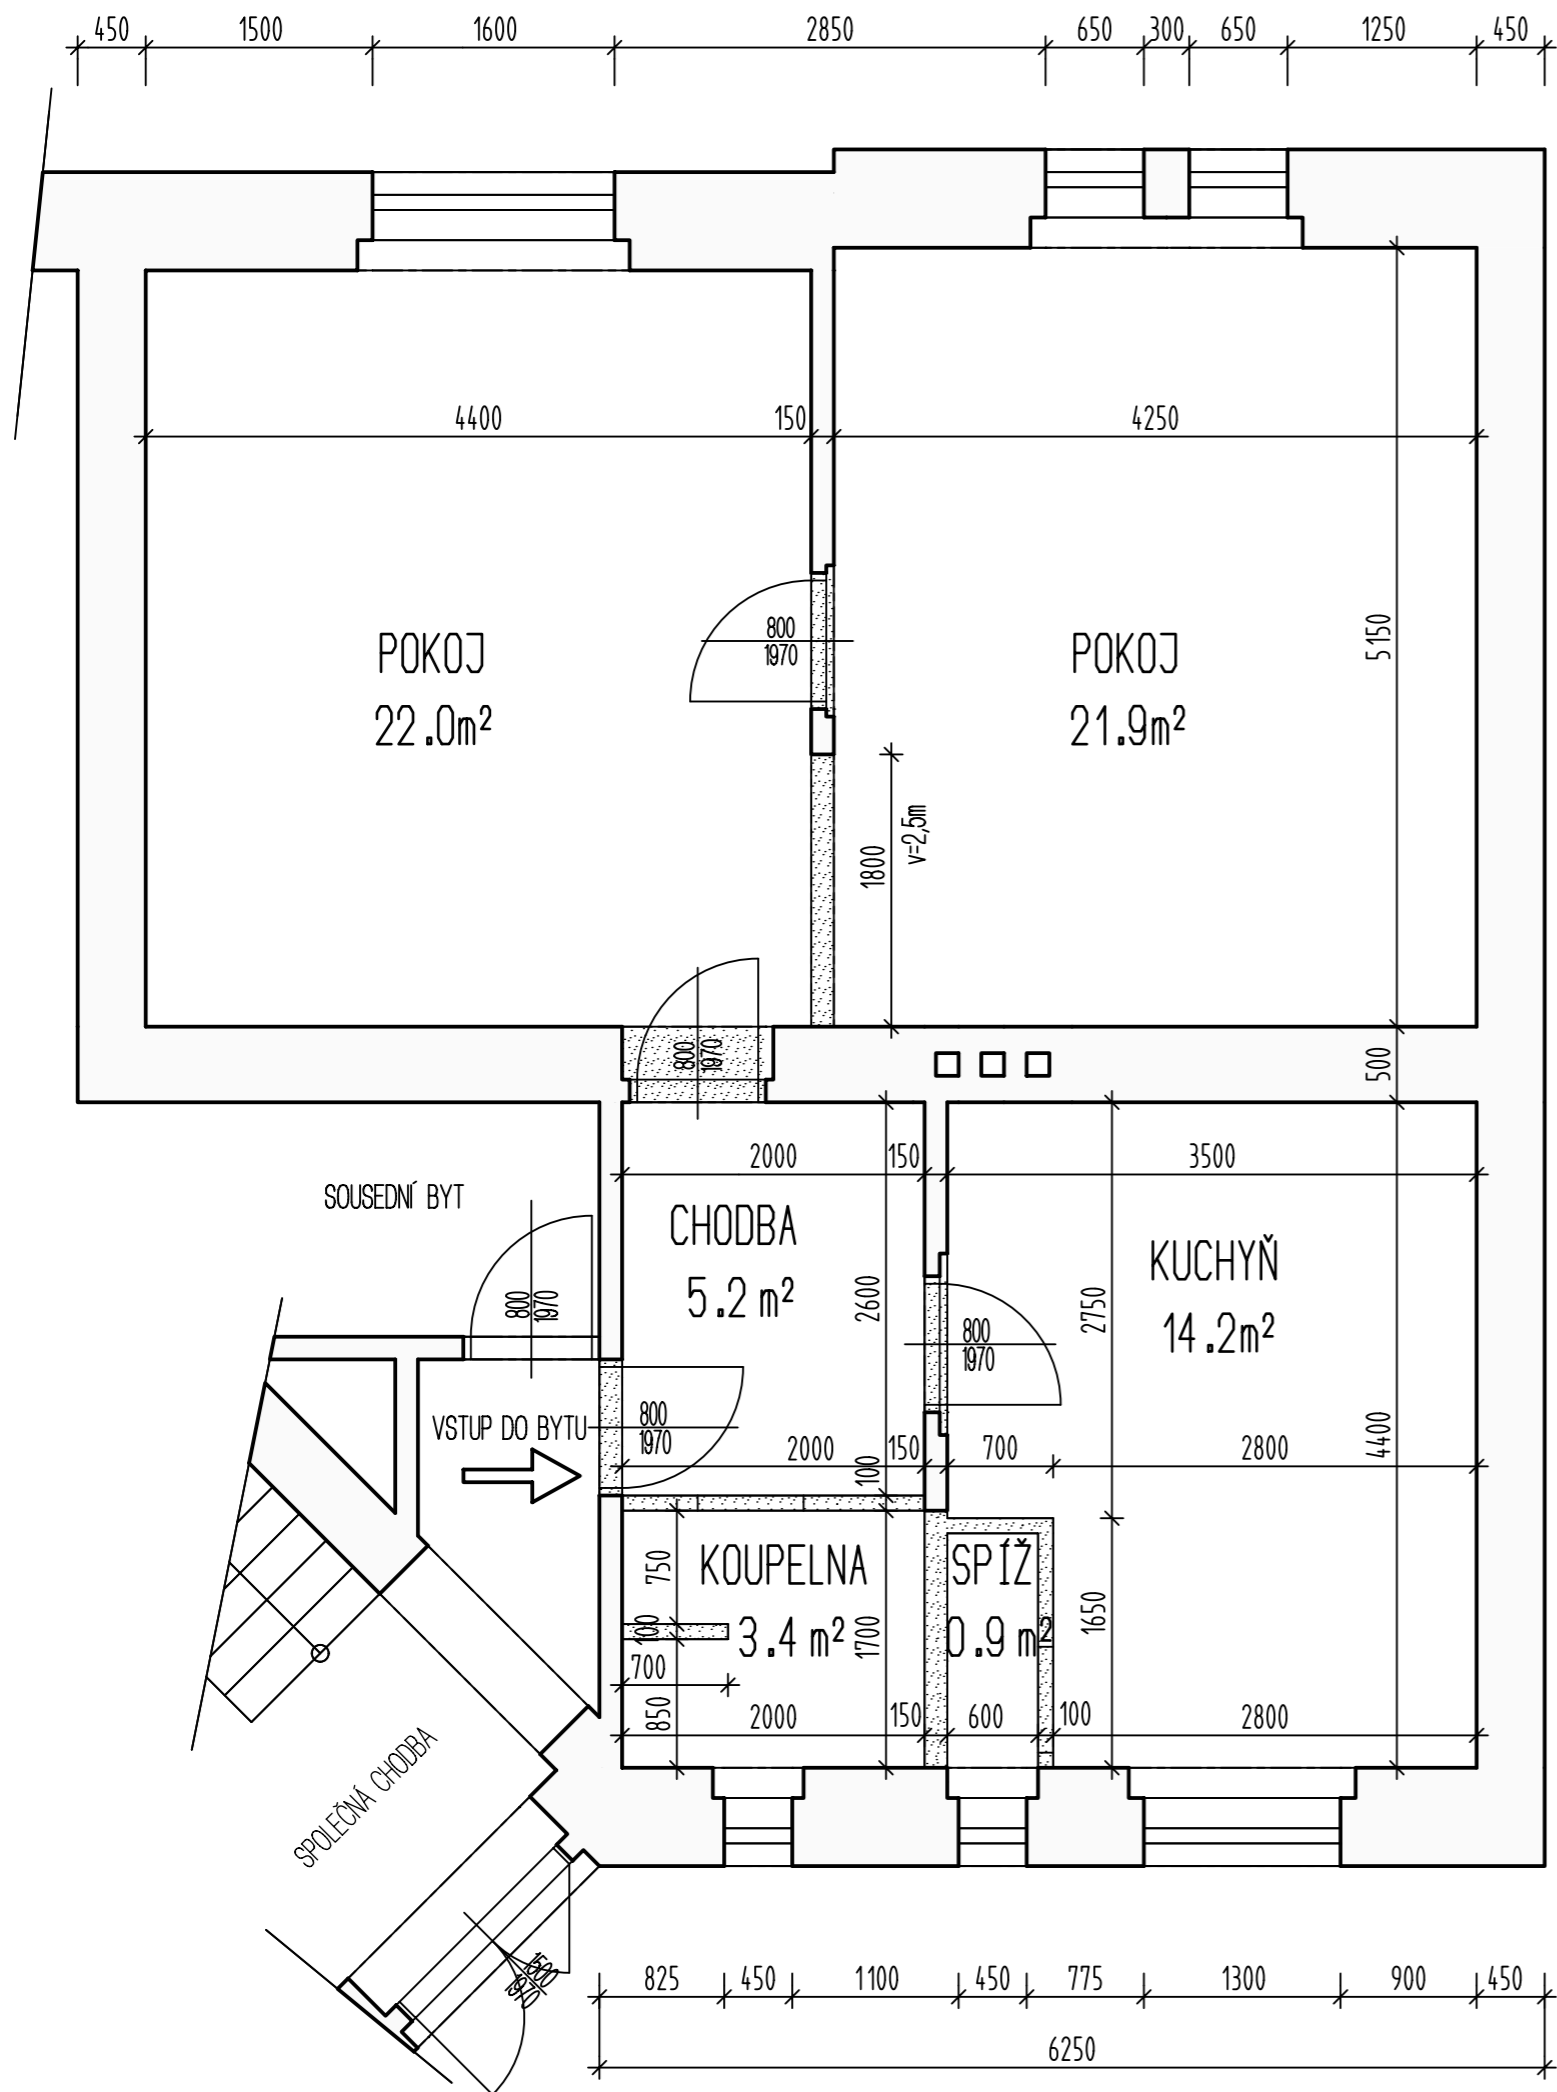 450 1500 1600 2850 650 300 650 1250 450
4400 150 4250
5150
800
1970
POKOJ
22.0m²
POKOJ
21.9m²
1800
v=2,5m
800
1970
500
2000 150 3500
SOUSEDNÍ BYT
CHODBA
5.2 m²
2600
KUCHYŇ
14.2m²
2750
800
1970
800
1970
VSTUP DO BYTU
800
1970
2000 150 700 2800
100
4400
KOUPELNA
3.4 m²
SPÍŽ
0.9 m²
750
100
1700
1650
700
850
2000 150 600 100 2800
SPOLEČNÁ CHODBA
1500
1970
825 450 1100 450 775 1300 900 450
6250